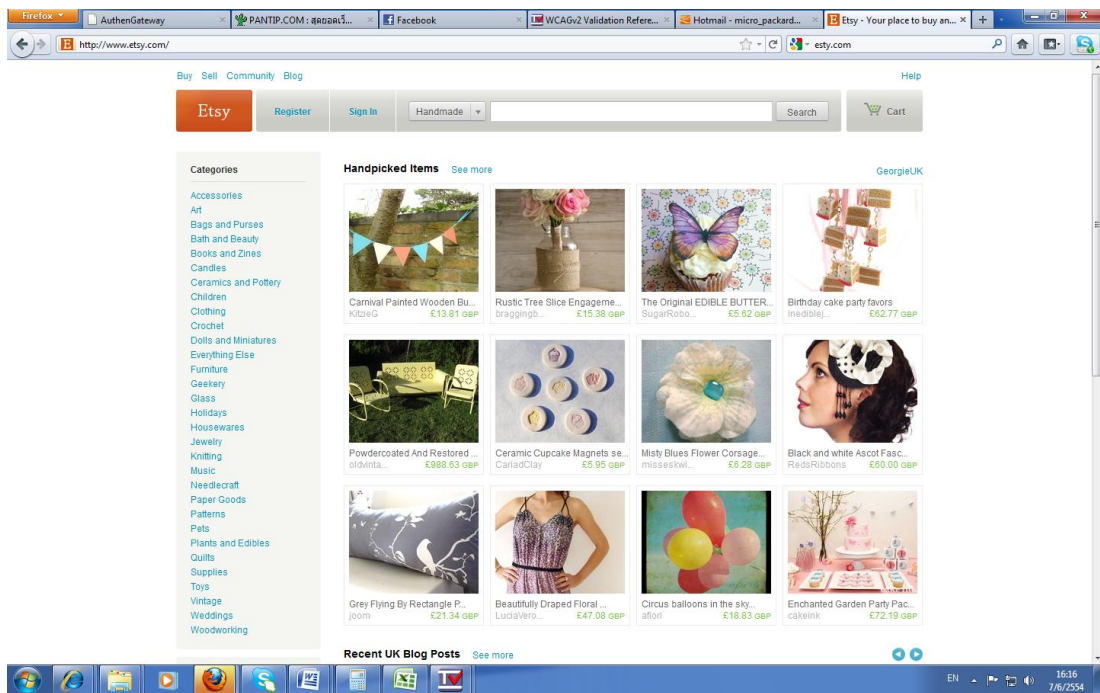 Firefox
AuthenGateway
PANTIP.COM : สุดยอดเว็...
Facebook
WCAGv2 Validation Refere...
Hotmail - micro_packard...
Etsy - Your place to buy an...
http://www.etsy.com/
esty.com
Buy Sell Community Blog
Help
Etsy
Register
Sign In
Handmade
Search
Cart
Categories
Accessories
Art
Bags and Purses
Bath and Beauty
Books and Zines
Candles
Ceramics and Pottery
Children
Clothing
Crochet
Dolls and Miniatures
Everything Else
Furniture
Geekery
Glass
Holidays
Housewares
Jewelry
Knitting
Music
Needlecraft
Paper Goods
Patterns
Pets
Plants and Edibles
Quilts
Supplies
Toys
Vintage
Weddings
Woodworking
Handpicked Items See more
GeorgieUK
Carnival Painted Wooden Bu...
KitzieG £13.81 GBP
Rustic Tree Slice Engageme...
braggingb... £15.38 GBP
The Original EDIBLE BUTTER...
SugarRobo... £5.62 GBP
Birthday cake party favors
inediblej... £62.77 GBP
Powdercoated And Restored ...
oldvinta... £988.63 GBP
Ceramic Cupcake Magnets se...
CariadClay £5.95 GBP
Misty Blues Flower Corsage...
misseskwi... £6.28 GBP
Black and white Ascot Fasc...
RedsRibbons £60.00 GBP
Grey Flying By Rectangle P...
joom £21.34 GBP
Beautifully Draped Floral ...
LuciaVero... £47.08 GBP
Circus balloons in the sky...
afiori £18.83 GBP
Enchanted Garden Party Pac...
cakeink £72.19 GBP
Recent UK Blog Posts See more
EN
16:16
7/6/2554